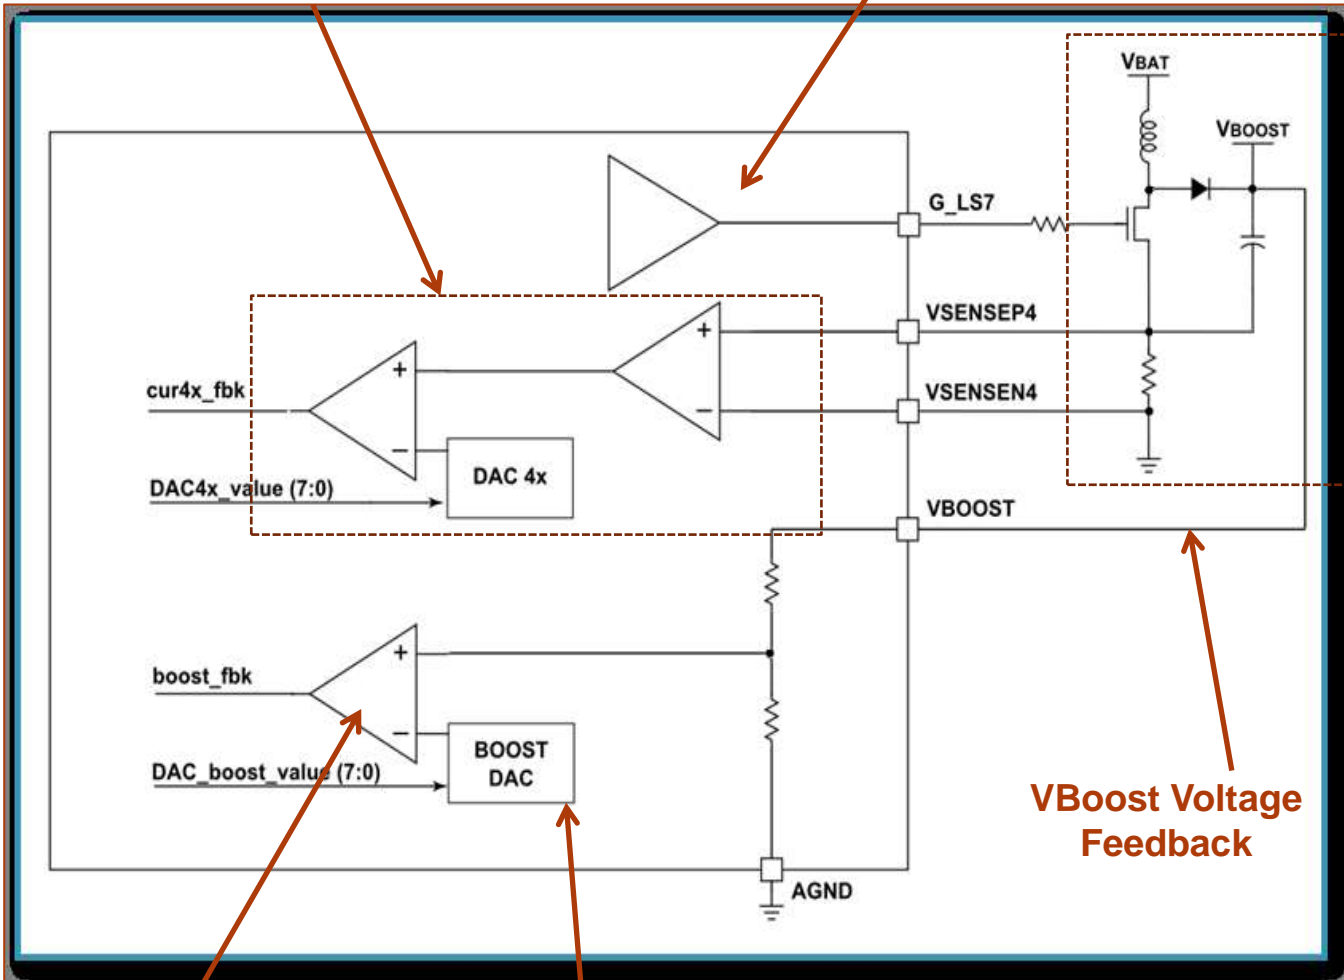 VBAT
VBOOST
G_LS7
+
VSENSEP4
+
cur4x_fbk
VSENSEN4
−
−
DAC 4x
DAC4x_value (7:0)
VBOOST
+
boost_fbk
−
BOOST
DAC
DAC_boost_value (7:0)
VBoost Voltage
Feedback
AGND